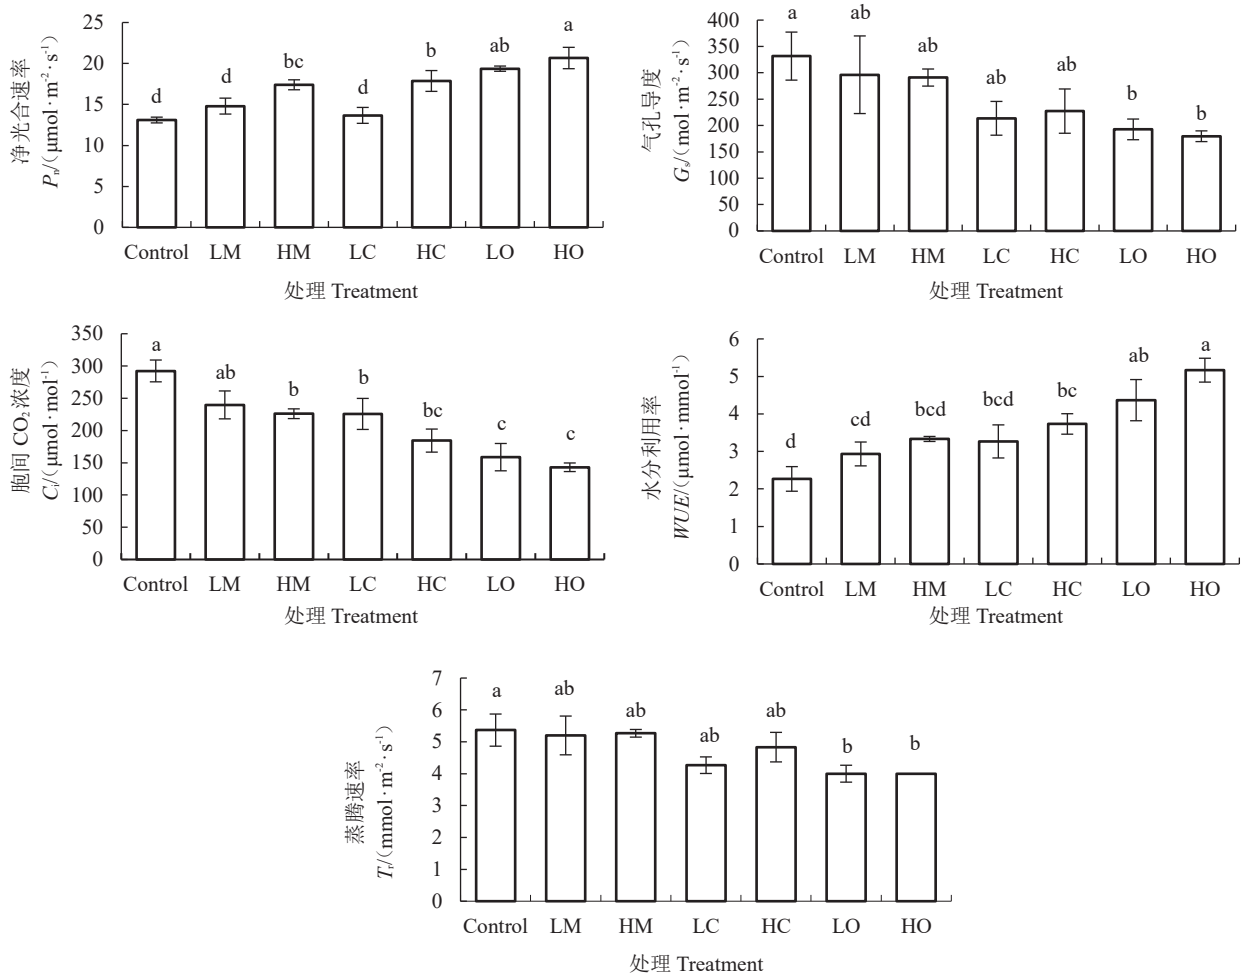 净光合速率
Pn/(μmol·m-2·s-1)
25
20
15
10
5
0
d
d
bc
d
b
ab
a
Control LM HM LC HC LO HO
处理 Treatment
气孔导度
Gs/(mol·m-2·s-1)
400
350
300
250
200
150
100
50
0
a
ab
ab
ab
ab
b
b
Control LM HM LC HC LO HO
处理 Treatment
胞间 CO2 浓度
Ci/(μmol·mol-1)
350
300
250
200
150
100
50
0
a
ab
b
b
bc
c
c
Control LM HM LC HC LO HO
处理 Treatment
水分利用率
WUE/(μmol·mmol-1)
6
5
4
3
2
1
0
d
cd
bcd
bcd
bc
ab
a
Control LM HM LC HC LO HO
处理 Treatment
蒸腾速率
Tr/(mmol·m-2·s-1)
7
6
5
4
3
2
1
0
a
ab
ab
ab
ab
b
b
Control LM HM LC HC LO HO
处理 Treatment